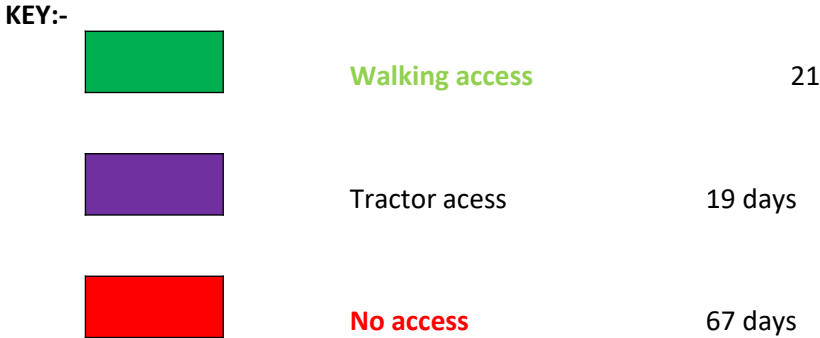 KEY:-
Walking access 21
Tractor acess 19 days
No access 67 days